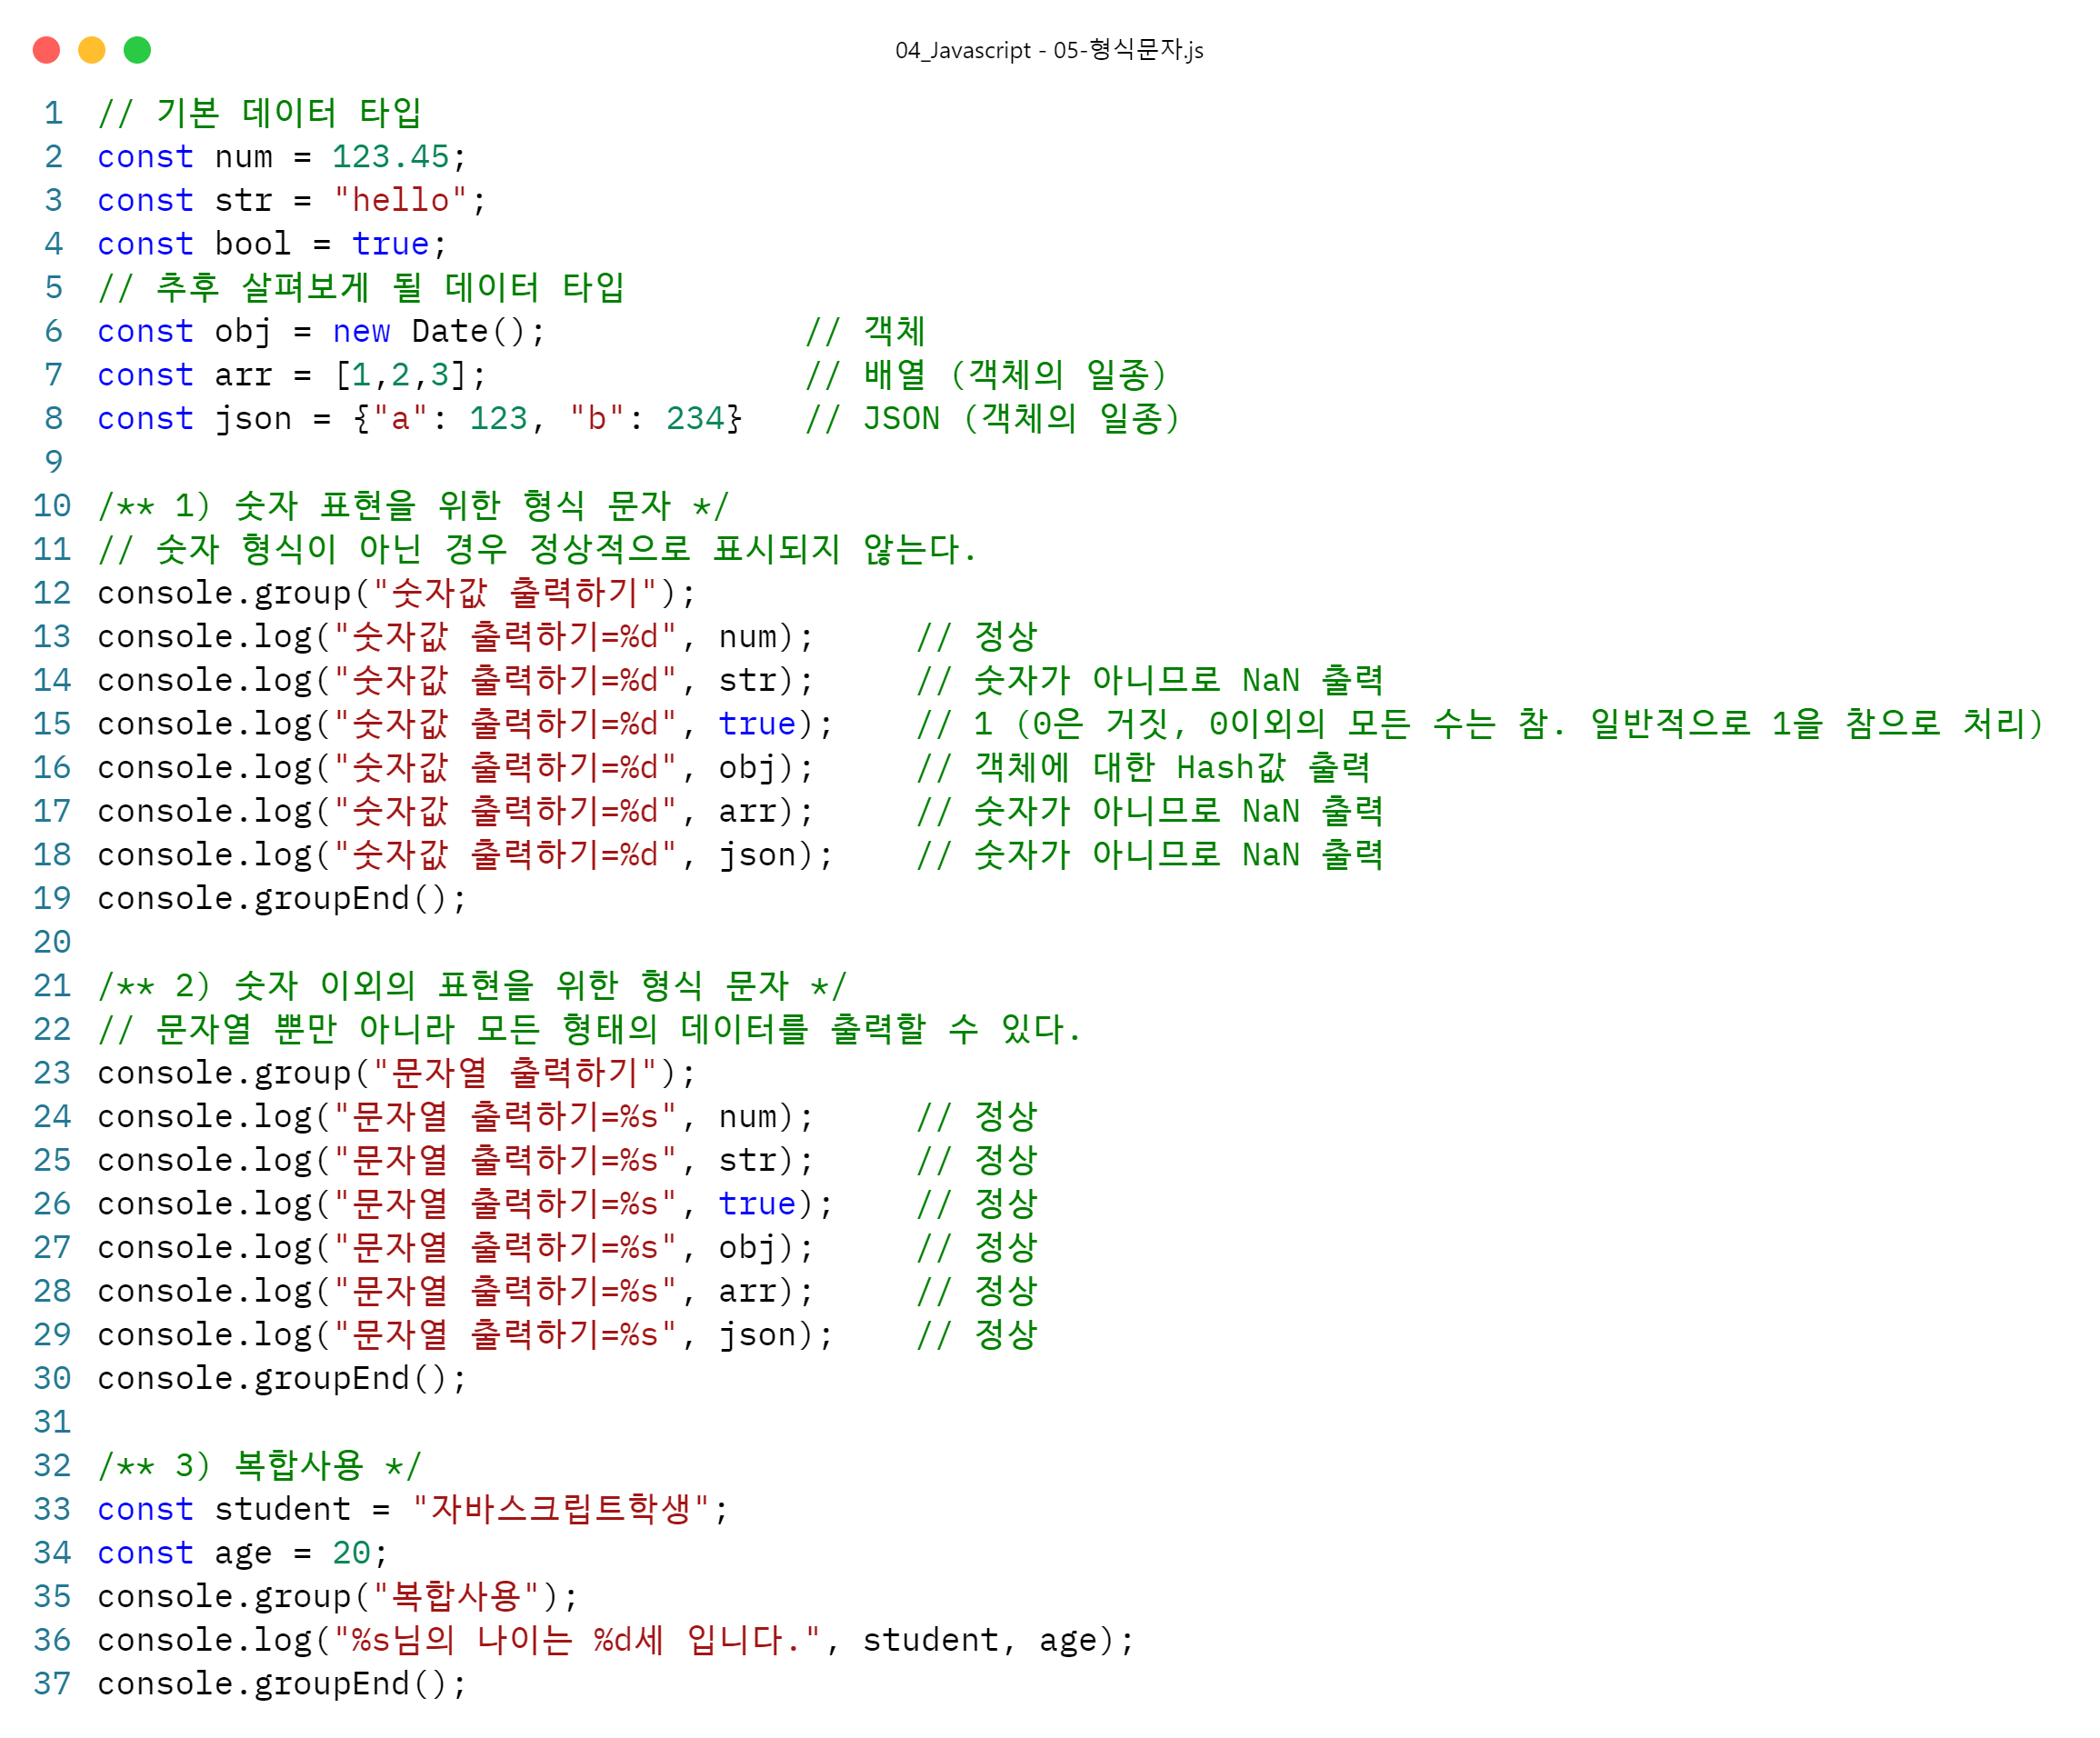 04_Javascript - 05-형식문자.js
1 // 기본 데이터 타입
2 const num = 123.45;
3 const str = "hello";
4 const bool = true;
5 // 추후 살펴보게 될 데이터 타입
6 const obj = new Date();             // 객체
7 const arr = [1,2,3];                // 배열 (객체의 일종)
8 const json = {"a": 123, "b": 234}   // JSON (객체의 일종)
9
10 /** 1) 숫자 표현을 위한 형식 문자 */
11 // 숫자 형식이 아닌 경우 정상적으로 표시되지 않는다.
12 console.group("숫자값 출력하기");
13 console.log("숫자값 출력하기=%d", num);     // 정상
14 console.log("숫자값 출력하기=%d", str);     // 숫자가 아니므로 NaN 출력
15 console.log("숫자값 출력하기=%d", true);    // 1 (0은 거짓, 0이외의 모든 수는 참. 일반적으로 1을 참으로 처리)
16 console.log("숫자값 출력하기=%d", obj);     // 객체에 대한 Hash값 출력
17 console.log("숫자값 출력하기=%d", arr);     // 숫자가 아니므로 NaN 출력
18 console.log("숫자값 출력하기=%d", json);    // 숫자가 아니므로 NaN 출력
19 console.groupEnd();
20
21 /** 2) 숫자 이외의 표현을 위한 형식 문자 */
22 // 문자열 뿐만 아니라 모든 형태의 데이터를 출력할 수 있다.
23 console.group("문자열 출력하기");
24 console.log("문자열 출력하기=%s", num);     // 정상
25 console.log("문자열 출력하기=%s", str);     // 정상
26 console.log("문자열 출력하기=%s", true);    // 정상
27 console.log("문자열 출력하기=%s", obj);     // 정상
28 console.log("문자열 출력하기=%s", arr);     // 정상
29 console.log("문자열 출력하기=%s", json);    // 정상
30 console.groupEnd();
31
32 /** 3) 복합사용 */
33 const student = "자바스크립트학생";
34 const age = 20;
35 console.group("복합사용");
36 console.log("%s님의 나이는 %d세 입니다.", student, age);
37 console.groupEnd();